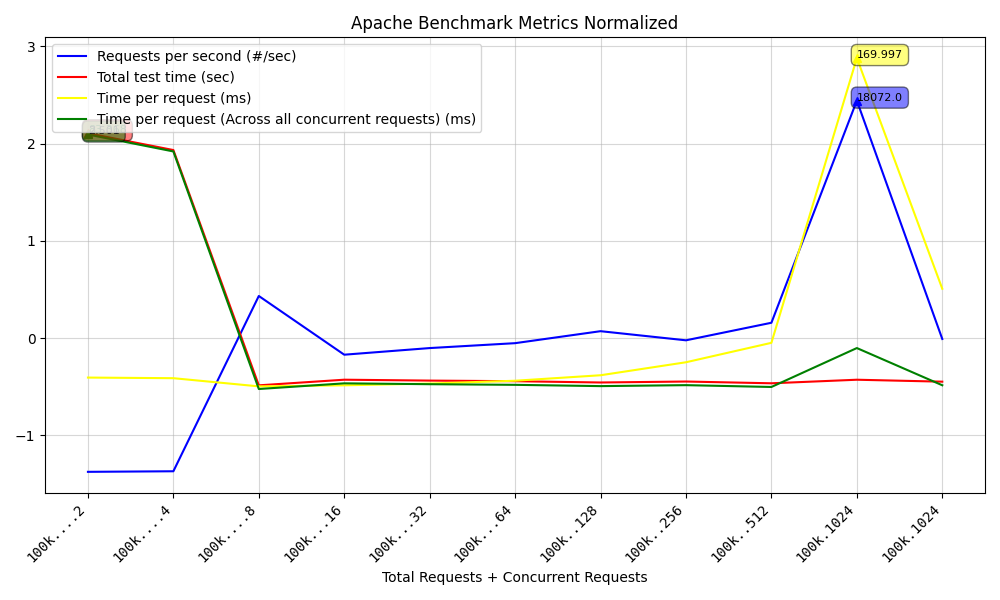 Apache Benchmark Metrics Normalized
Requests per second (#/sec)
Total test time (sec)
Time per request (ms)
Time per request (Across all concurrent requests) (ms)
169.997
18072.0
3
2
1
0
−1
100k....2
100k....4
100k....8
100k...16
100k...32
100k...64
100k..128
100k..256
100k..512
100k.1024
100k.1024
Total Requests + Concurrent Requests